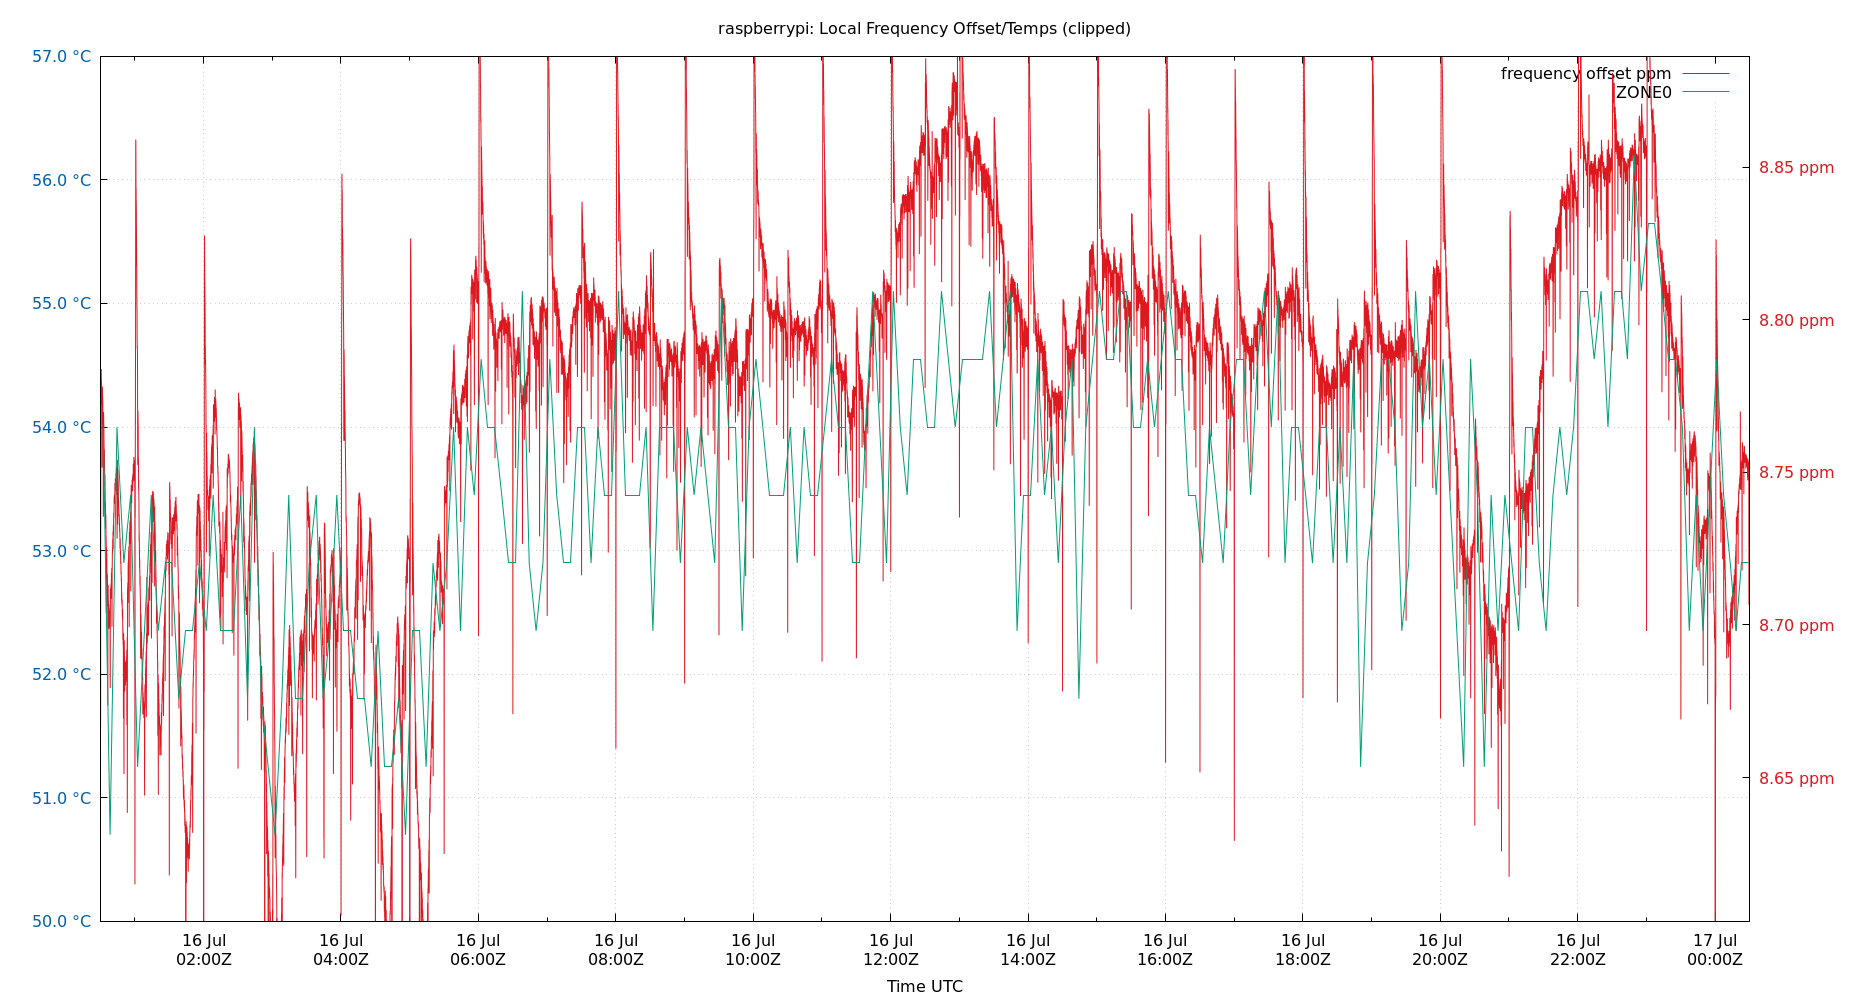 raspberrypi: Local Frequency Offset/Temps (clipped)
57.0 °C
56.0 °C
55.0 °C
54.0 °C
53.0 °C
52.0 °C
51.0 °C
50.0 °C
frequency offset ppm
ZONE0
8.85 ppm
8.80 ppm
8.75 ppm
8.70 ppm
8.65 ppm
16 Jul 16 Jul 16 Jul 16 Jul 16 Jul 16 Jul 16 Jul 16 Jul 16 Jul 16 Jul 16 Jul 17 Jul
02:00Z 04:00Z 06:00Z 08:00Z 10:00Z 12:00Z 14:00Z 16:00Z 18:00Z 20:00Z 22:00Z 00:00Z
Time UTC